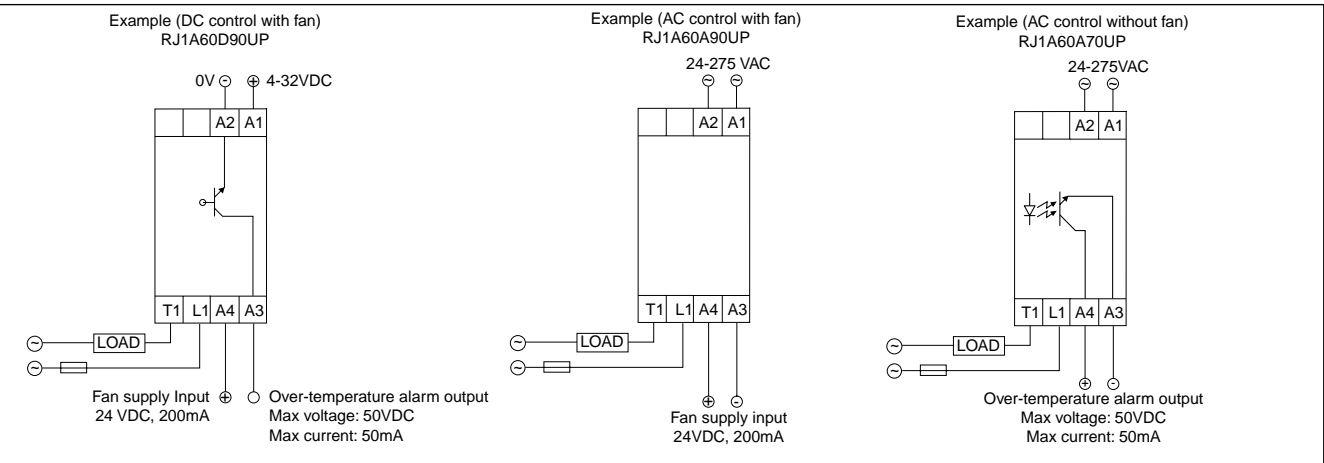 Example (DC control with fan)
RJ1A60D90UP
0V - + 4-32VDC
A2 A1
T1 L1 A4 A3
~ LOAD
~
Fan supply Input +
24 VDC, 200mA
Over-temperature alarm output
Max voltage: 50VDC
Max current: 50mA
Example (AC control with fan)
RJ1A60A90UP
24-275 VAC
~ ~
A2 A1
T1 L1 A4 A3
~ LOAD
~
+ -
Fan supply input
24VDC, 200mA
Example (AC control without fan)
RJ1A60A70UP
24-275VAC
~ ~
A2 A1
T1 L1 A4 A3
~ LOAD
~
+ -
Over-temperature alarm output
Max voltage: 50VDC
Max current: 50mA